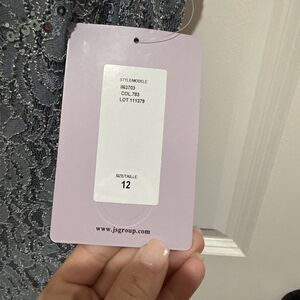 STYLE/MODELE
863703
COL.783
LOT 111379
SIZE/TAILLE
12
www.jsgroup.com